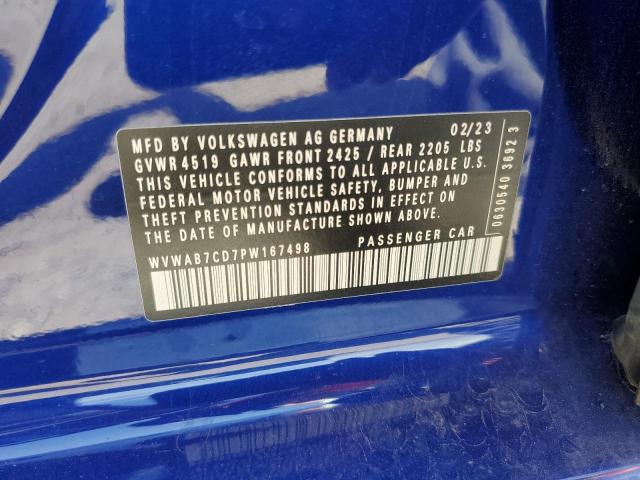 MFD BY VOLKSWAGEN AG GERMANY 02/23
GVWR 4519 GAWR FRONT 2425 / REAR 2205 LBS
THIS VEHICLE CONFORMS TO ALL APPLICABLE U.S.
FEDERAL MOTOR VEHICLE SAFETY, BUMPER AND
THEFT PREVENTION STANDARDS IN EFFECT ON
THE DATE OF MANUFACTURE SHOWN ABOVE.
WVWAB7CD7PW167498 PASSENGER CAR
0630540 3692 3